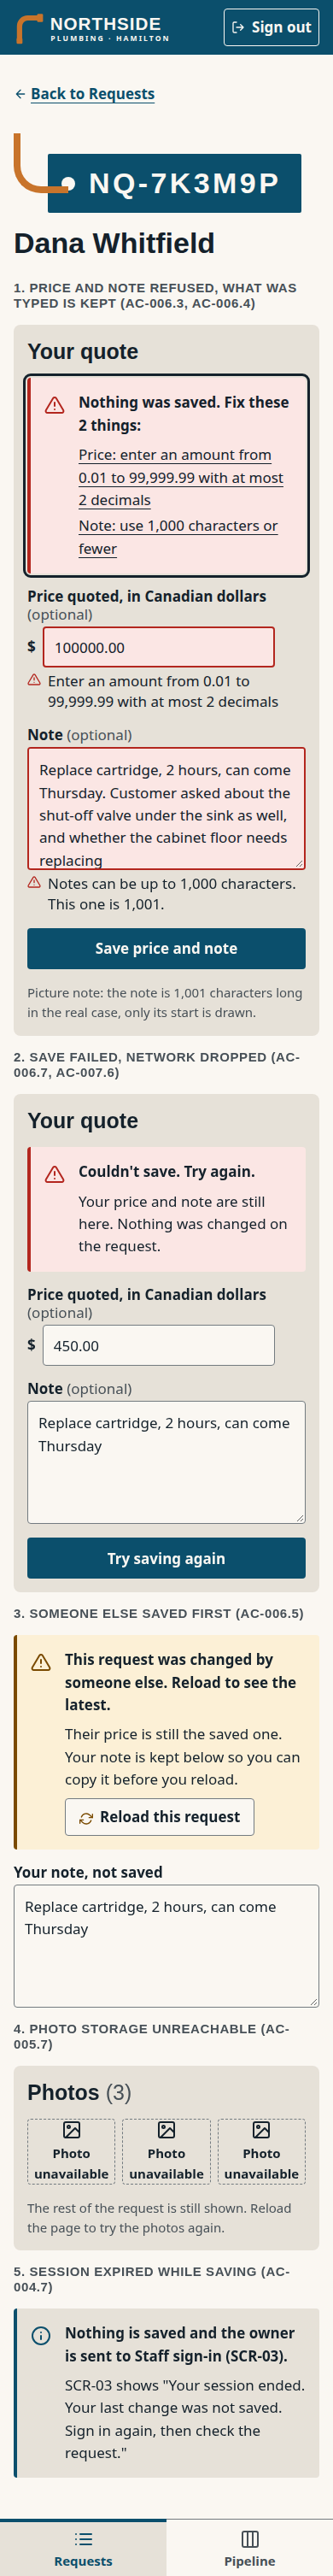 NORTHSIDE
PLUMBING · HAMILTON
Sign out
Back to Requests
NQ-7K3M9P
Dana Whitfield
1. PRICE AND NOTE REFUSED, WHAT WAS
TYPED IS KEPT (AC-006.3, AC-006.4)
Your quote
Nothing was saved. Fix these
2 things:
Price: enter an amount from
0.01 to 99,999.99 with at most
2 decimals
Note: use 1,000 characters or
fewer
Price quoted, in Canadian dollars
(optional)
$ 100000.00
Enter an amount from 0.01 to
99,999.99 with at most 2 decimals
Note (optional)
Replace cartridge, 2 hours, can come
Thursday. Customer asked about the
shut-off valve under the sink as well,
and whether the cabinet floor needs
replacing
Notes can be up to 1,000 characters.
This one is 1,001.
Save price and note
Picture note: the note is 1,001 characters long
in the real case, only its start is drawn.
2. SAVE FAILED, NETWORK DROPPED (AC-
006.7, AC-007.6)
Your quote
Couldn't save. Try again.
Your price and note are still
here. Nothing was changed on
the request.
Price quoted, in Canadian dollars
(optional)
$ 450.00
Note (optional)
Replace cartridge, 2 hours, can come
Thursday
Try saving again
3. SOMEONE ELSE SAVED FIRST (AC-006.5)
This request was changed by
someone else. Reload to see the
latest.
Their price is still the saved one.
Your note is kept below so you can
copy it before you reload.
Reload this request
Your note, not saved
Replace cartridge, 2 hours, can come
Thursday
4. PHOTO STORAGE UNREACHABLE (AC-
005.7)
Photos (3)
Photo
unavailable
Photo
unavailable
Photo
unavailable
The rest of the request is still shown. Reload
the page to try the photos again.
5. SESSION EXPIRED WHILE SAVING (AC-
004.7)
Nothing is saved and the owner
is sent to Staff sign-in (SCR-03).
SCR-03 shows "Your session ended.
Your last change was not saved.
Sign in again, then check the
request."
Requests
Pipeline